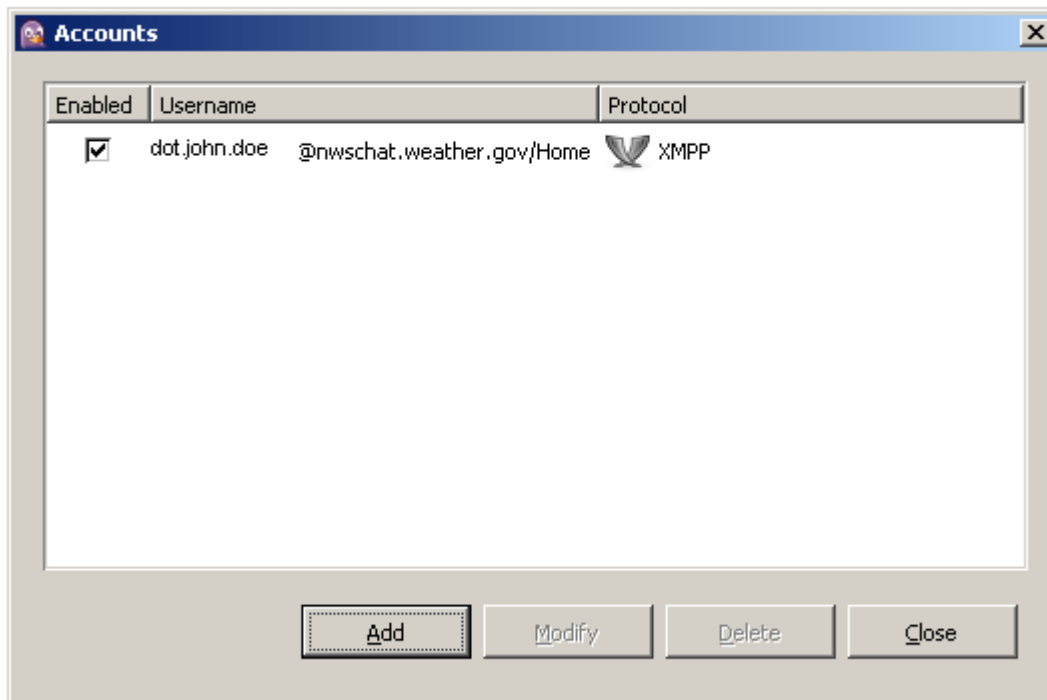 Accounts
Enabled Username Protocol
dot.john.doe @nwschat.weather.gov/Home XMPP
Add Modify Delete Close